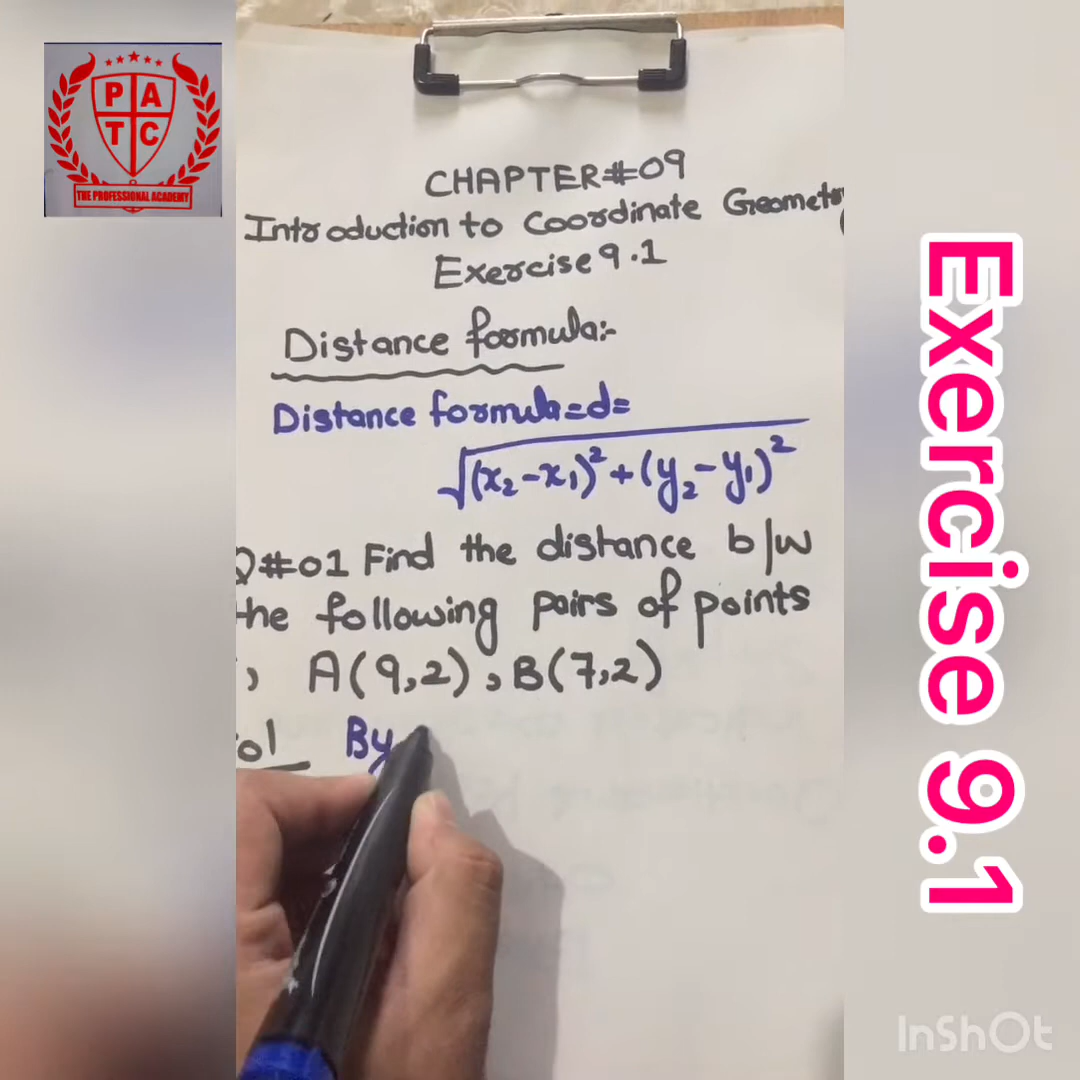 P A
T C
THE PROFESSIONAL ACADEMY
CHAPTER#09
Introduction to Coordinate Geometry
Exercise 9.1
Distance formula:-
Distance formula=d=
√(x₂-x₁)²+(y₂-y₁)²
Q#01 Find the distance b/w
the following pairs of points
, A(9,2), B(7,2)
Sol By
Exercise 9.1
InShOt